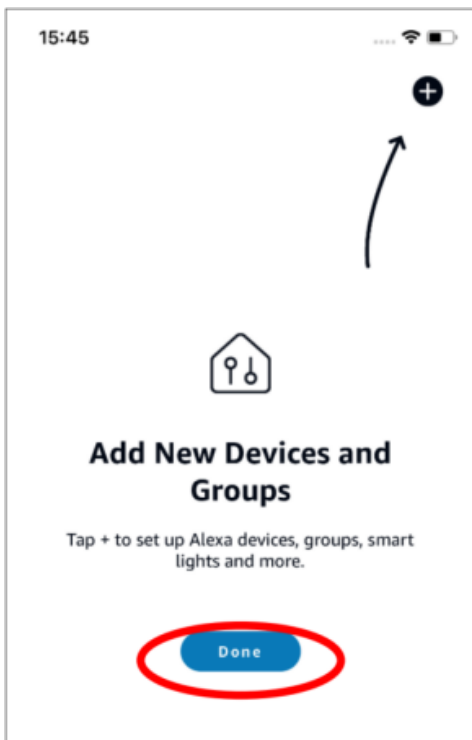 15:45
Add New Devices and
Groups
Tap + to set up Alexa devices, groups, smart
lights and more.
Done